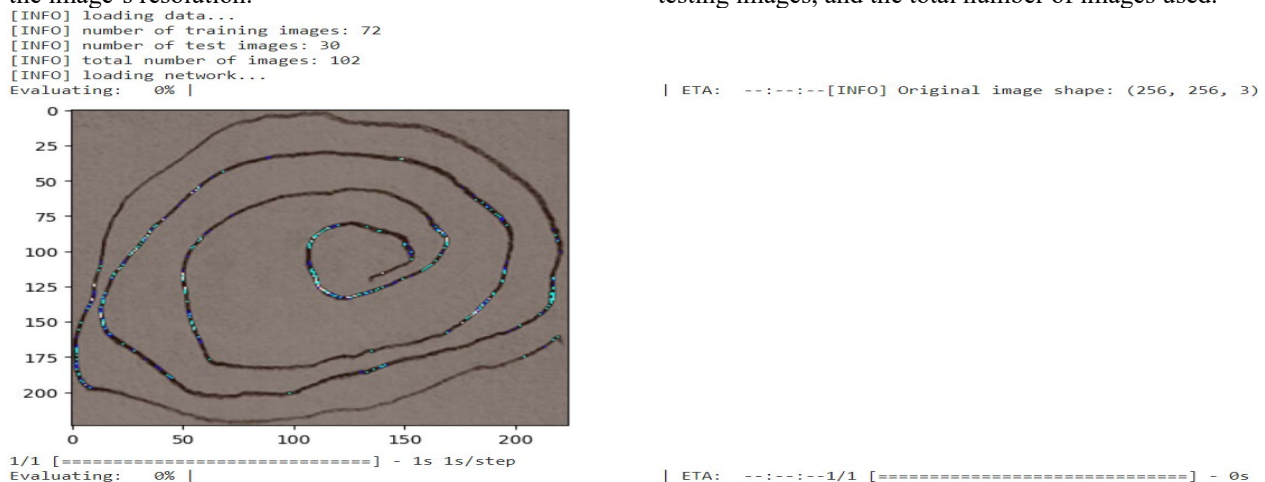 the image's resolution.
testing images, and the total number of images used.
[INFO] loading data...
[INFO] number of training images: 72
[INFO] number of test images: 30
[INFO] total number of images: 102
[INFO] loading network...
Evaluating:   0% | | ETA:  --:--:--[INFO] Original image shape: (256, 256, 3)
0
25
50
75
100
125
150
175
200
0 50 100 150 200
1/1 [==============================] - 1s 1s/step
Evaluating:   0% | | ETA:  --:--:--1/1 [==============================] - 0s